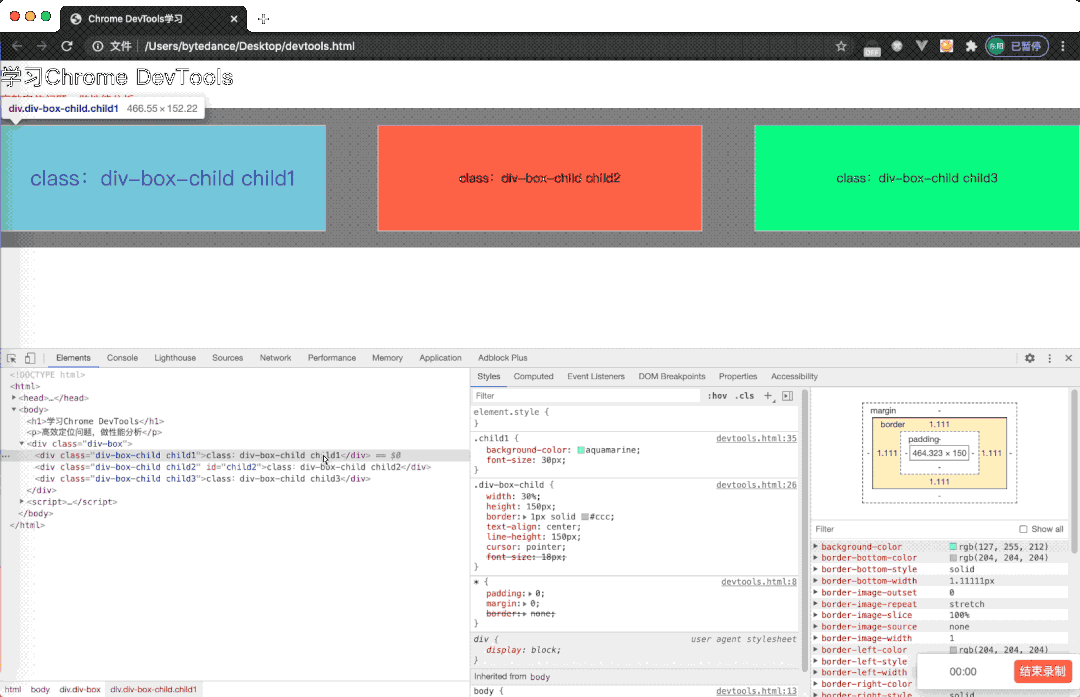 Chrome DevTools学习
文件 /Users/bytedance/Desktop/devtools.html
OFF
东阳 已暂停
学习Chrome DevTools
div.div-box-child.child1 466.55 × 152.22
class：div-box-child child1
class：div-box-child child2
class：div-box-child child3
Elements Console Lighthouse Sources Network Performance Memory Application Adblock Plus
<!DOCTYPE html>
<html>
<head>…</head>
<body>
<h1>学习Chrome DevTools</h1>
<p>高效定位问题，做性能分析</p>
<div class="div-box">
<div class="div-box-child child1">class：div-box-child child1</div> == $0
<div class="div-box-child child2" id="child2">class：div-box-child child2</div>
<div class="div-box-child child3">class：div-box-child child3</div>
</div>
<script>…</script>
</body>
</html>
html body div.div-box div.div-box-child.child1
Styles Computed Event Listeners DOM Breakpoints Properties Accessibility
Filter :hov .cls
element.style {
}
.child1 { devtools.html:35
background-color: aquamarine;
font-size: 30px;
}
.div-box-child { devtools.html:26
width: 30%;
height: 150px;
border: 1px solid #ccc;
text-align: center;
line-height: 150px;
cursor: pointer;
font-size: 18px;
}
* { devtools.html:8
padding: 0;
margin: 0;
border: none;
}
div { user agent stylesheet
display: block;
}
Inherited from body
body { devtools.html:13
margin -
border 1.111
padding-
- 1.111 - 464.323 × 150 - 1.111 -
-
1.111
-
Filter Show all
background-color rgb(127, 255, 212)
border-bottom-color rgb(204, 204, 204)
border-bottom-style solid
border-bottom-width 1.11111px
border-image-outset 0
border-image-repeat stretch
border-image-slice 100%
border-image-source none
border-image-width 1
border-left-color rgb(204, 204, 204)
border-left-style
border-left-width
border-right-color
border-right-style solid
00:00 结束录制